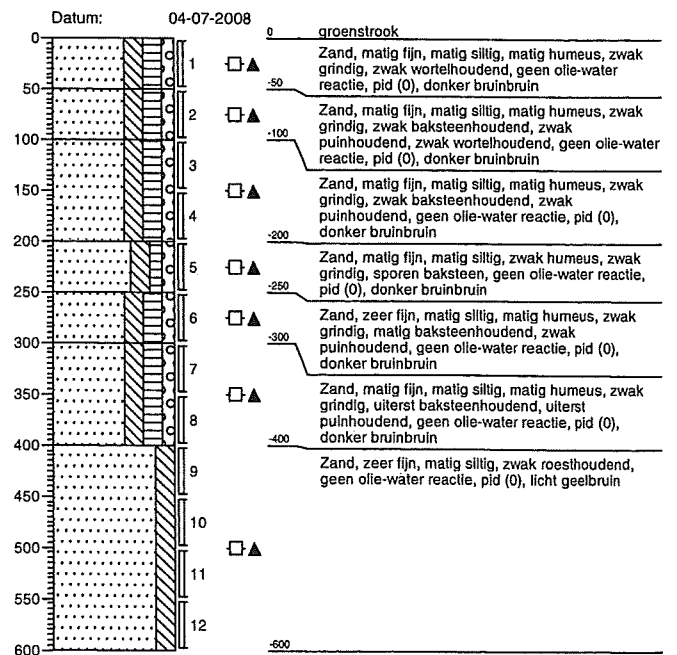 Datum: 04-07-2008
0
50
100
150
200
250
300
350
400
450
500
550
600
1
2
3
4
5
6
7
8
9
10
11
12
0 groenstrook
Zand, matig fijn, matig siltig, matig humeus, zwak
grindig, zwak wortelhoudend, geen olie-water
reactie, pid (0), donker bruinbruin
-50
Zand, matig fijn, matig siltig, matig humeus, zwak
grindig, zwak baksteenhoudend, zwak
puinhoudend, zwak wortelhoudend, geen olie-water
reactie, pid (0), donker bruinbruin
-100
Zand, matig fijn, matig siltig, matig humeus, zwak
grindig, zwak baksteenhoudend, zwak
puinhoudend, geen olie-water reactie, pid (0),
donker bruinbruin
-200
Zand, matig fijn, matig siltig, zwak humeus, zwak
grindig, sporen baksteen, geen olie-water reactie,
pid (0), donker bruinbruin
-250
Zand, zeer fijn, matig siltig, matig humeus, zwak
grindig, matig baksteenhoudend, zwak
puinhoudend, geen olie-water reactie, pid (0),
donker bruinbruin
-300
Zand, matig fijn, matig siltig, matig humeus, zwak
grindig, uiterst baksteenhoudend, uiterst
puinhoudend, geen olie-water reactie, pid (0),
donker bruinbruin
-400
Zand, zeer fijn, matig siltig, zwak roesthoudend,
geen olie-water reactie, pid (0), licht geelbruin
-600